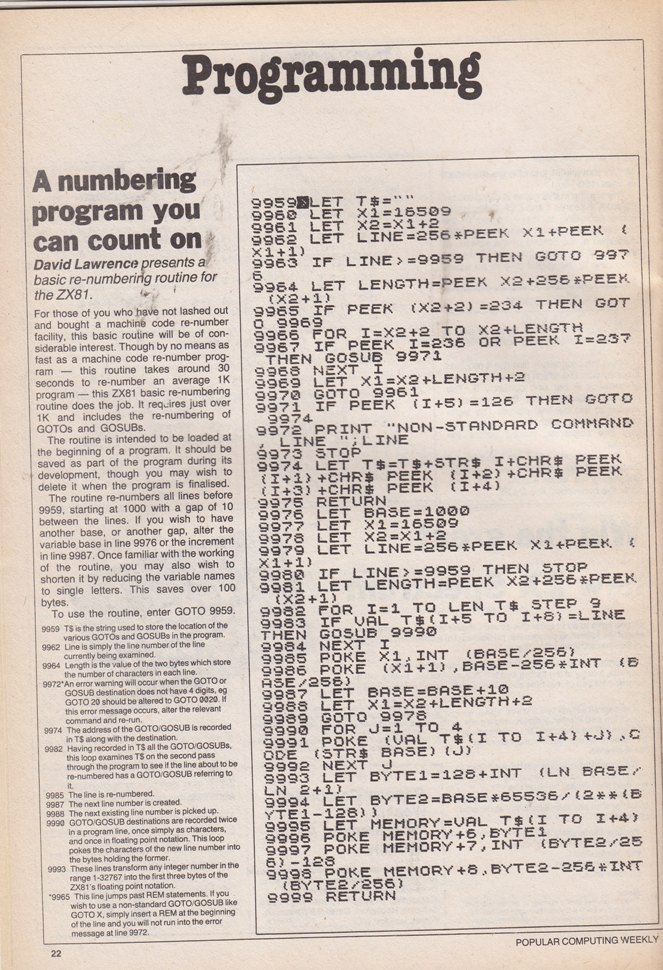 Programming
A numbering
program you
can count on
David Lawrence presents a
basic re-numbering routine for
the ZX81.
For those of you who have not lashed out
and bought a machine code re-number
facility, this basic routine will be of con-
siderable interest. Though by no means as
fast as a machine code re-number prog-
ram — this routine takes around 30
seconds to re-number an average 1K
program — this ZX81 basic re-numbering
routine does the job. It requires just over
1K and includes the re-numbering of
GOTOs and GOSUBs.
The routine is intended to be loaded at
the beginning of a program. It should be
saved as part of the program during its
development, though you may wish to
delete it when the program is finalised.
The routine re-numbers all lines before
9959, starting at 1000 with a gap of 10
between the lines. If you wish to have
another base, or another gap, alter the
variable base in line 9976 or the increment
in line 9987. Once familiar with the working
of the routine, you may also wish to
shorten it by reducing the variable names
to single letters. This saves over 100
bytes.
To use the routine, enter GOTO 9959.
9959 T$ is the string used to store the location of the
various GOTOs and GOSUBs in the program.
9962 Line is simply the line number of the line
currently being examined.
9964 Length is the value of the two bytes which store
the number of characters in each line.
9972*An error warning will occur when the GOTO or
GOSUB destination does not have 4 digits, eg
GOTO 20 should be altered to GOTO 0020. If
this error message occurs, alter the relevant
command and re-run.
9974 The address of the GOTO/GOSUB is recorded
in T$ along with the destination.
9982 Having recorded in T$ all the GOTO/GOSUBs,
this loop examines T$ on the second pass
through the program to see if the line about to be
re-numbered has a GOTO/GOSUB referring to
it.
9985 The line is re-numbered.
9987 The next line number is created.
9988 The next existing line number is picked up.
9990 GOTO/GOSUB destinations are recorded twice
in a program line, once simply as characters,
and once in floating point notation. This loop
pokes the characters of the new line number into
the bytes holding the former.
9993 These lines transform any integer number in the
range 1-32767 into the first three bytes of the
ZX81's floating point notation.
*9965 This line jumps past REM statements. If you
wish to use a non-standard GOTO/GOSUB like
GOTO X, simply insert a REM at the beginning
of the line and you will not run into the error
message at line 9972.
9959>LET T$=""
9960 LET X1=16509
9961 LET X2=X1+2
9962 LET LINE=256*PEEK X1+PEEK (
X1+1)
9963 IF LINE>=9959 THEN GOTO 997
6
9964 LET LENGTH=PEEK X2+256*PEEK
(X2+1)
9965 IF PEEK (X2+2)=234 THEN GOT
O 9969
9966 FOR I=X2+2 TO X2+LENGTH
9967 IF PEEK I=236 OR PEEK I=237
THEN GOSUB 9971
9968 NEXT I
9969 LET X1=X2+LENGTH+2
9970 GOTO 9961
9971 IF PEEK (I+5)=126 THEN GOTO
9974
9972 PRINT "NON-STANDARD COMMAND
, LINE ";LINE
9973 STOP
9974 LET T$=T$+STR$ I+CHR$ PEEK
(I+1)+CHR$ PEEK (I+2)+CHR$ PEEK
(I+3)+CHR$ PEEK (I+4)
9975 RETURN
9976 LET BASE=1000
9977 LET X1=16509
9978 LET X2=X1+2
9979 LET LINE=256*PEEK X1+PEEK (
X1+1)
9980 IF LINE>=9959 THEN STOP
9981 LET LENGTH=PEEK X2+256*PEEK
(X2+1)
9982 FOR I=1 TO LEN T$ STEP 9
9983 IF VAL T$(I+5 TO I+8)=LINE
THEN GOSUB 9990
9984 NEXT I
9985 POKE X1,INT (BASE/256)
9986 POKE (X1+1),BASE-256*INT (B
ASE/256)
9987 LET BASE=BASE+10
9988 LET X1=X2+LENGTH+2
9989 GOTO 9978
9990 FOR J=1 TO 4
9991 POKE (VAL T$(I TO I+4)+J),C
ODE (STR$ BASE)(J)
9992 NEXT J
9993 LET BYTE1=128+INT (LN BASE/
LN 2+1)
9994 LET BYTE2=BASE*65536/(2**(B
YTE1-128))
9995 LET MEMORY=VAL T$(I TO I+4)
9996 POKE MEMORY+6,BYTE1
9997 POKE MEMORY+7,INT (BYTE2/25
6)-128
9998 POKE MEMORY+8,BYTE2-256*INT
(BYTE2/256)
9999 RETURN
22
POPULAR COMPUTING WEEKLY